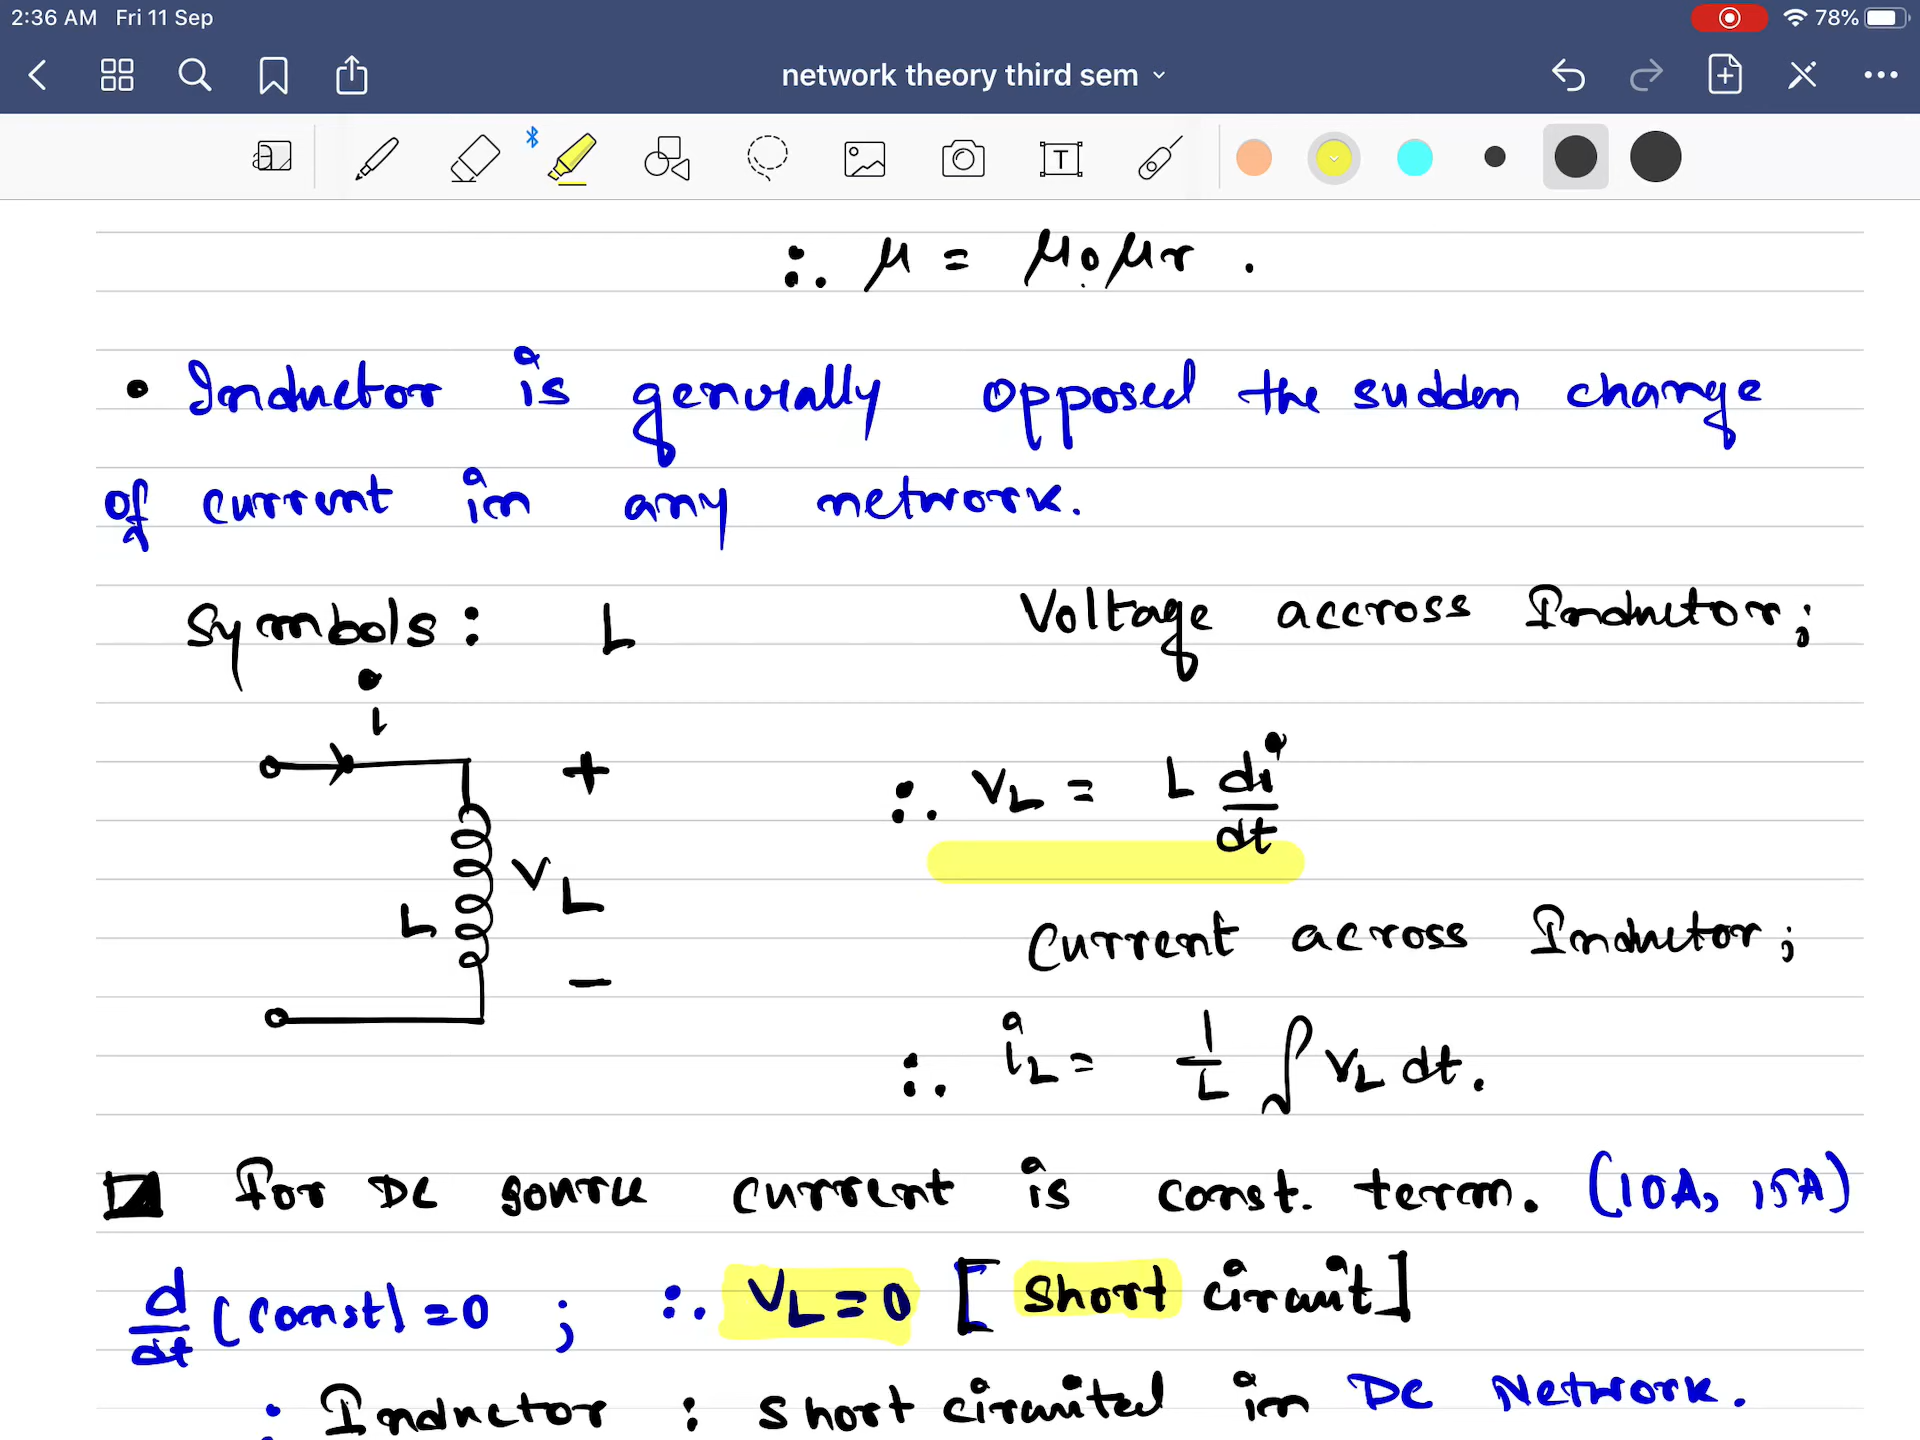 2:36 AM Fri 11 Sep 78%
network theory third sem
T
∴ μ = μ0μr .
• Inductor is generally opposed the sudden change
of current in any network.
Symbols : L
i
+
VL
L
−
Voltage accross Inductor;
∴ VL = L di/dt
Current across Inductor;
∴ iL = 1/L ∫ VL dt.
For DC source current is const. term. (10A, 15A)
d/dt (const) = 0 ; ∴ VL = 0 [Short circuit]
: Inductor : short circuited in DC Network.